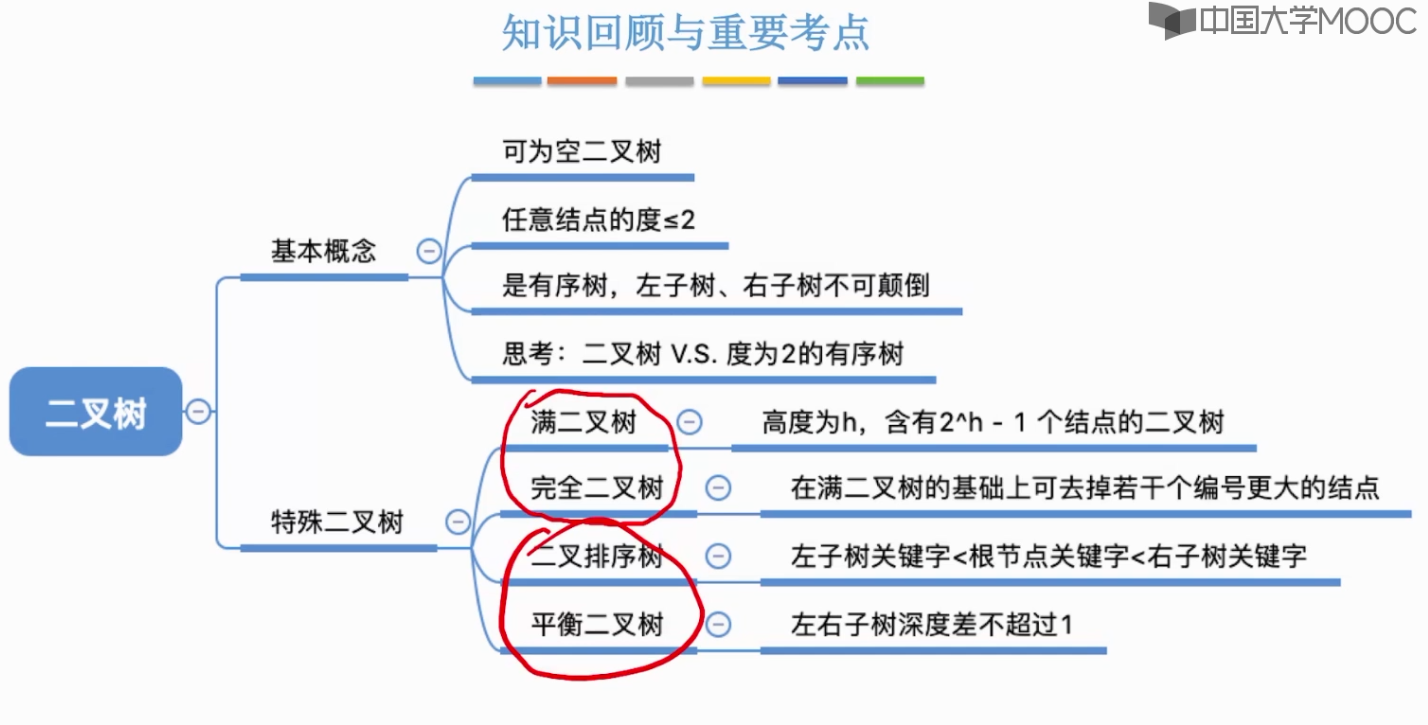 知识回顾与重要考点
中国大学MOOC
可为空二叉树
任意结点的度≤2
基本概念
是有序树，左子树、右子树不可颠倒
思考：二叉树 V.S. 度为2的有序树
二叉树
满二叉树
高度为h，含有2^h - 1 个结点的二叉树
完全二叉树
在满二叉树的基础上可去掉若干个编号更大的结点
特殊二叉树
二叉排序树
左子树关键字<根节点关键字<右子树关键字
平衡二叉树
左右子树深度差不超过1